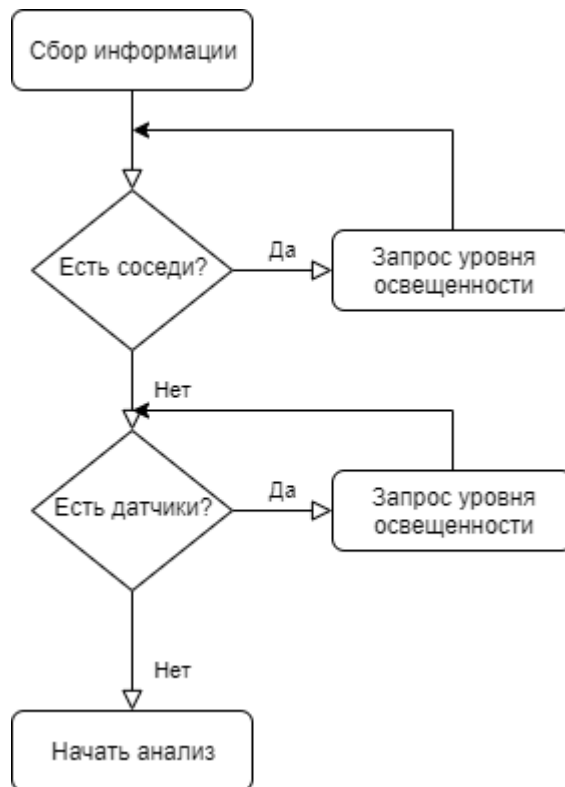 Сбор информации
Есть соседи?
Да
Запрос уровня
освещенности
Нет
Есть датчики?
Да
Запрос уровня
освещенности
Нет
Начать анализ